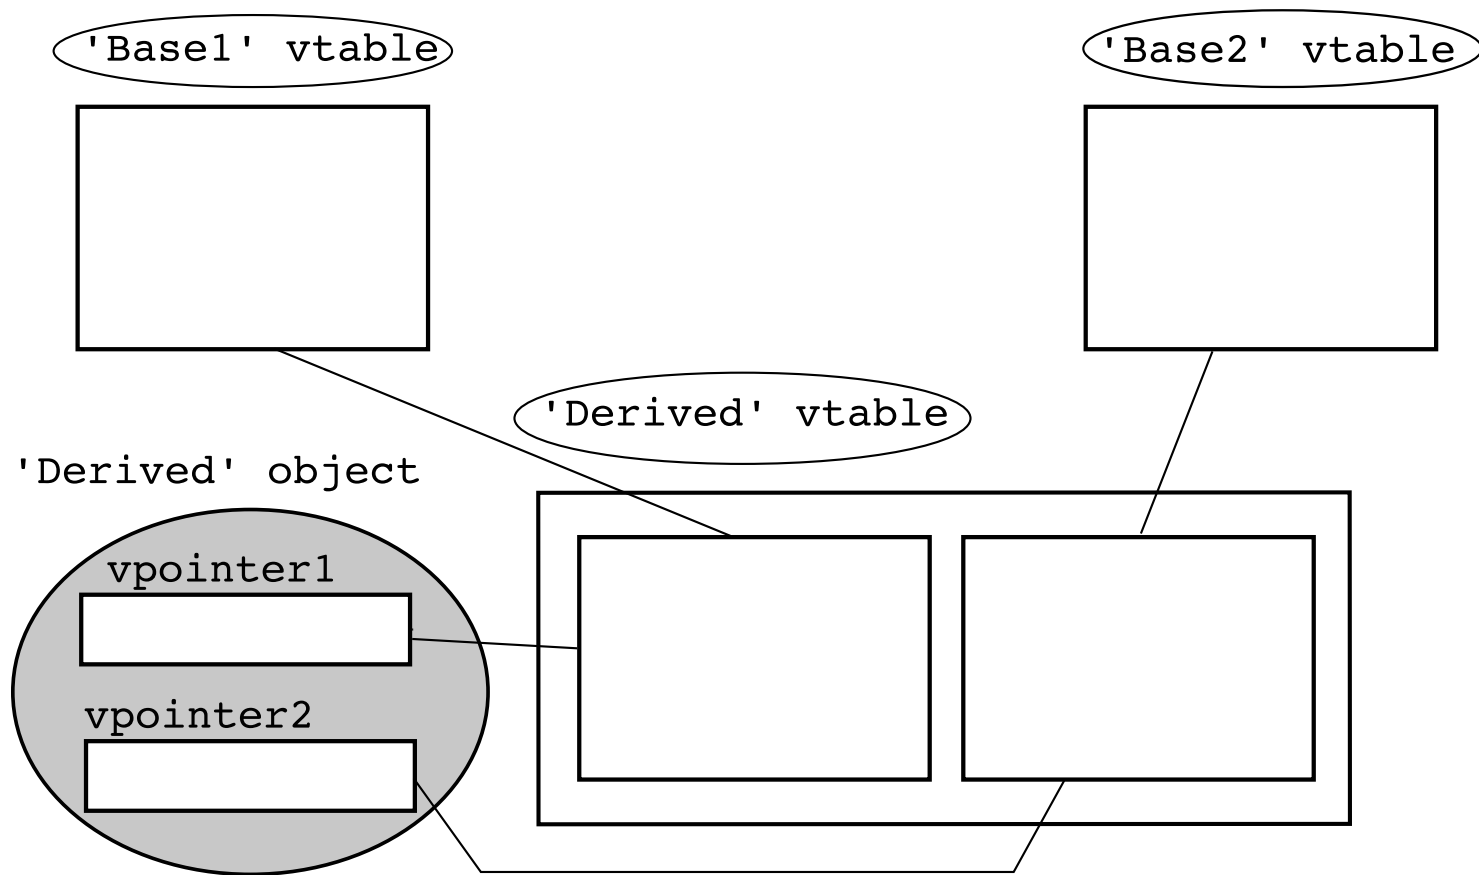 'Base1' vtable
'Base2' vtable
'Derived' vtable
'Derived' object
vpointer1
vpointer2